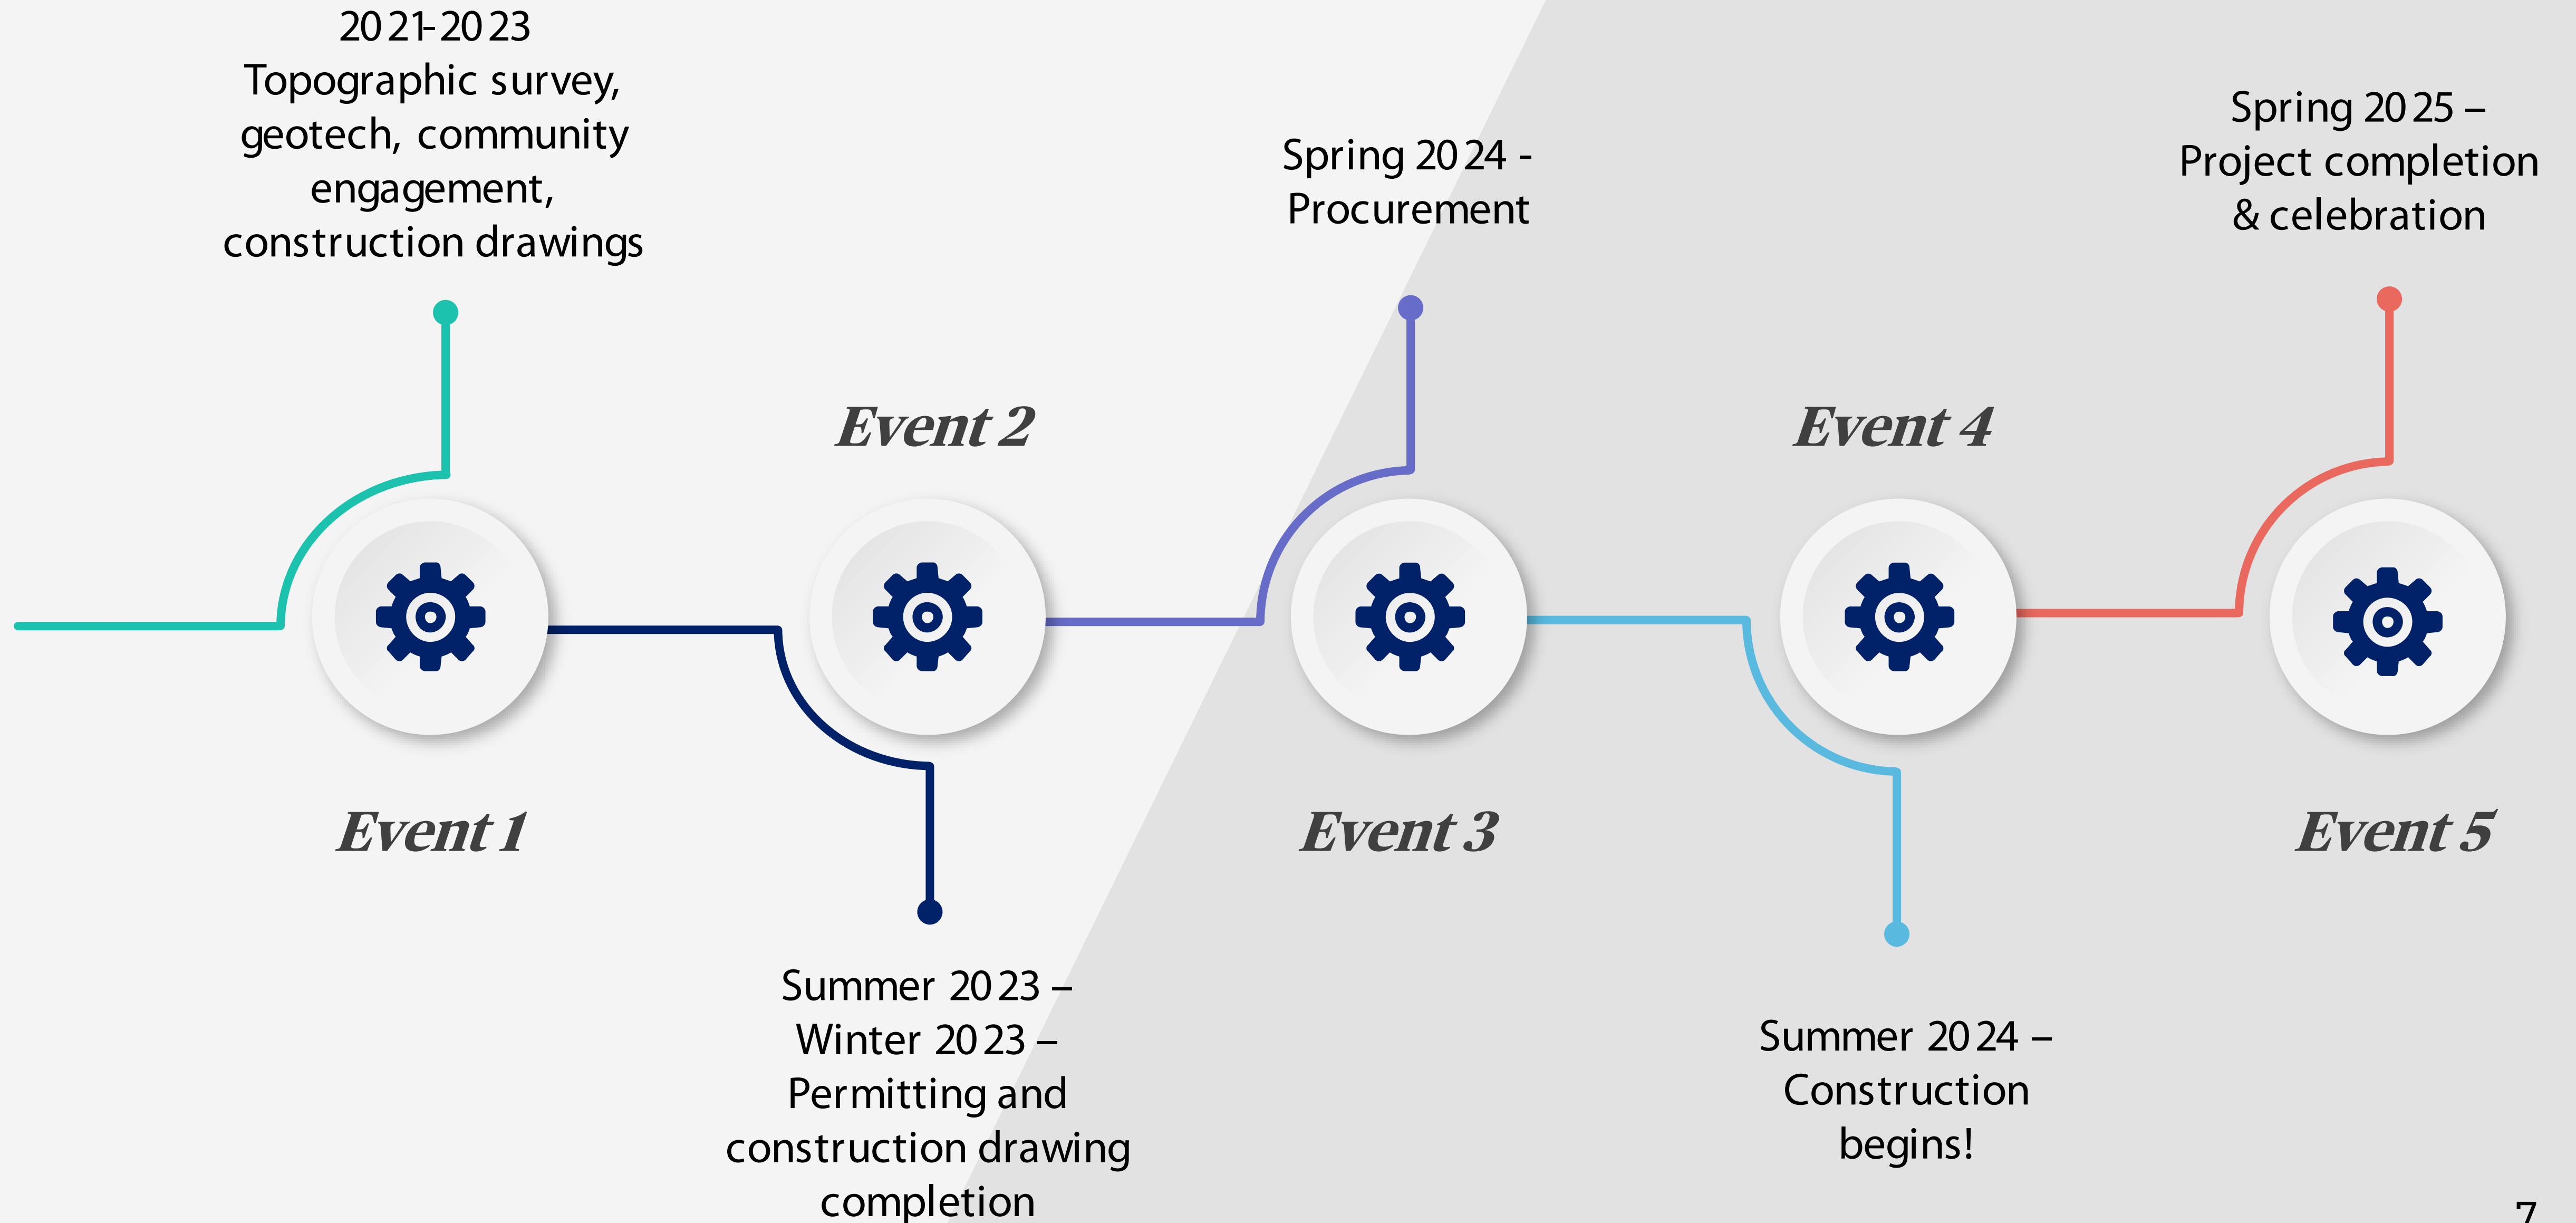 2021-2023
Topographic survey,
geotech, community
engagement,
construction drawings
Event 1
Event 2
Summer 2023 –
Winter 2023 –
Permitting and
construction drawing
completion
Spring 2024 -
Procurement
Event 3
Event 4
Summer 2024 –
Construction
begins!
Spring 2025 –
Project completion
& celebration
Event 5
7